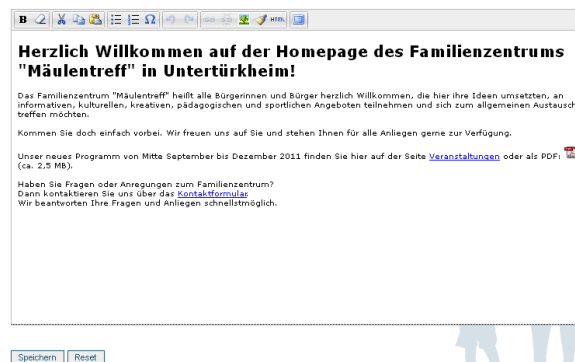 B HTML
Herzlich Willkommen auf der Homepage des Familienzentrums
"Mäulentreff" in Untertürkheim!
Das Familienzentrum "Mäulentreff" heißt alle Bürgerinnen und Bürger herzlich Willkommen, die hier ihre Ideen umsetzten, an
informativen, kulturellen, kreativen, pädagogischen und sportlichen Angeboten teilnehmen und sich zum allgemeinen Austausch
treffen möchten.
Kommen Sie doch einfach vorbei. Wir freuen uns auf Sie und stehen Ihnen für alle Anliegen gerne zur Verfügung.
Unser neues Programm von Mitte September bis Dezember 2011 finden Sie hier auf der Seite Veranstaltungen oder als PDF:
(ca. 2,5 MB).
Haben Sie Fragen oder Anregungen zum Familienzentrum?
Dann kontaktieren Sie uns über das Kontaktformular.
Wir beantworten Ihre Fragen und Anliegen schnellstmöglich.
Speichern Reset